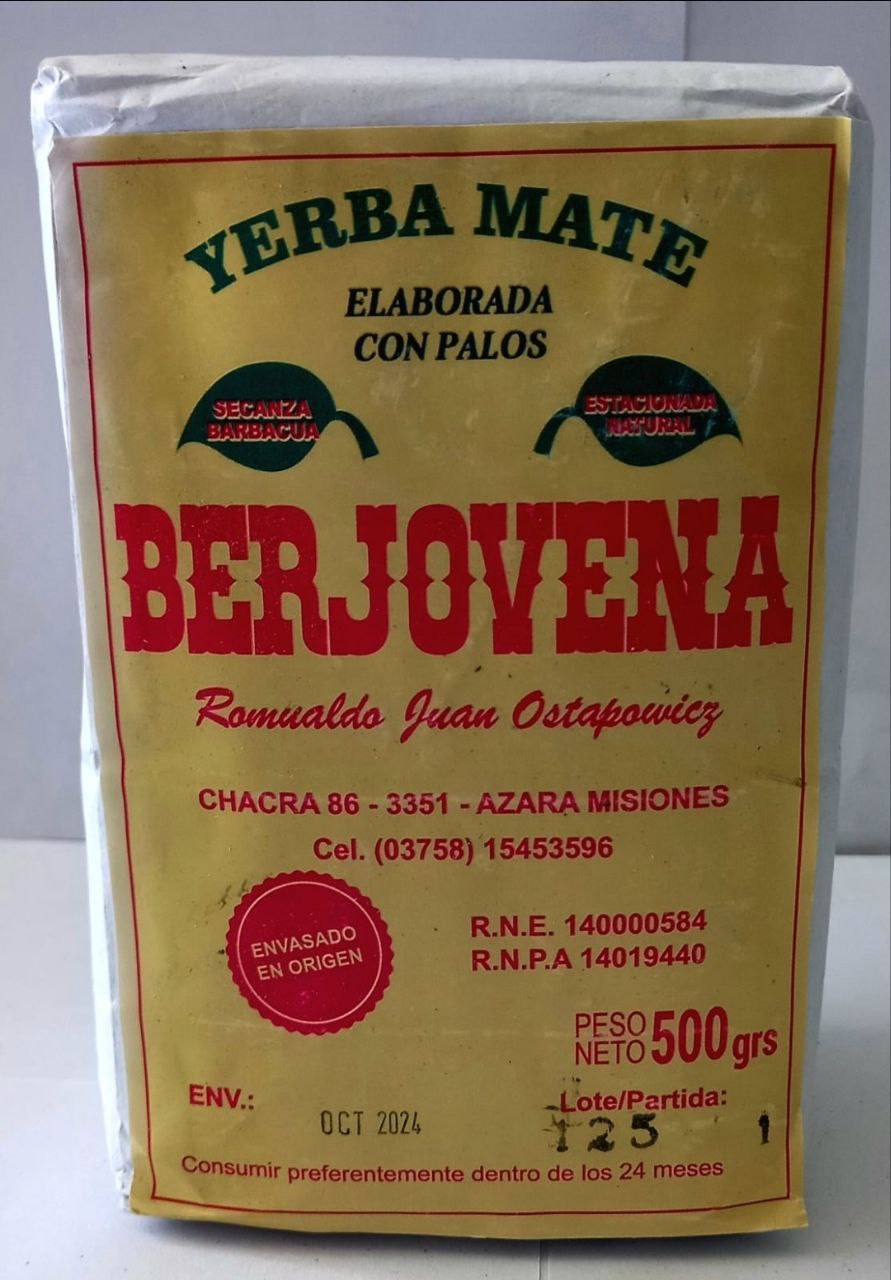 YERBA MATE
ELABORADA
CON PALOS
SECANZA
BARBACUA
ESTACIONADA
NATURAL
BERJOVENA
Romualdo Juan Ostapowicz
CHACRA 86 - 3351 - AZARA MISIONES
Cel. (03758) 15453596
ENVASADO
EN ORIGEN
R.N.E. 140000584
R.N.P.A 14019440
PESO
NETO 500grs
ENV.:
OCT 2024
Lote/Partida:
125 1
Consumir preferentemente dentro de los 24 meses